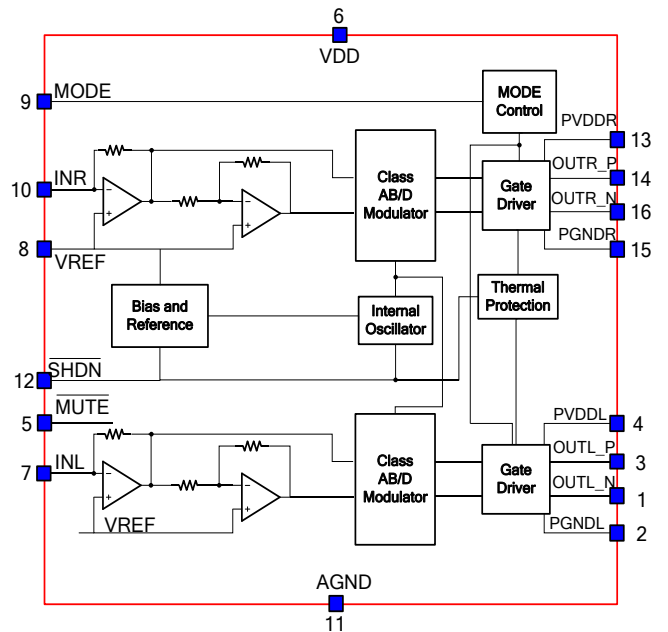 6
VDD
9
MODE
MODE
Control
PVDDR
13
10
INR
Class
AB/D
Modulator
Gate
Driver
OUTR_P
14
OUTR_N
16
8
VREF
PGNDR
15
Bias and
Reference
Internal
Oscillator
Thermal
Protection
12
SHDN
5
MUTE
PVDDL
4
7
INL
Class
AB/D
Modulator
Gate
Driver
OUTL_P
3
OUTL_N
1
VREF
PGNDL
2
AGND
11